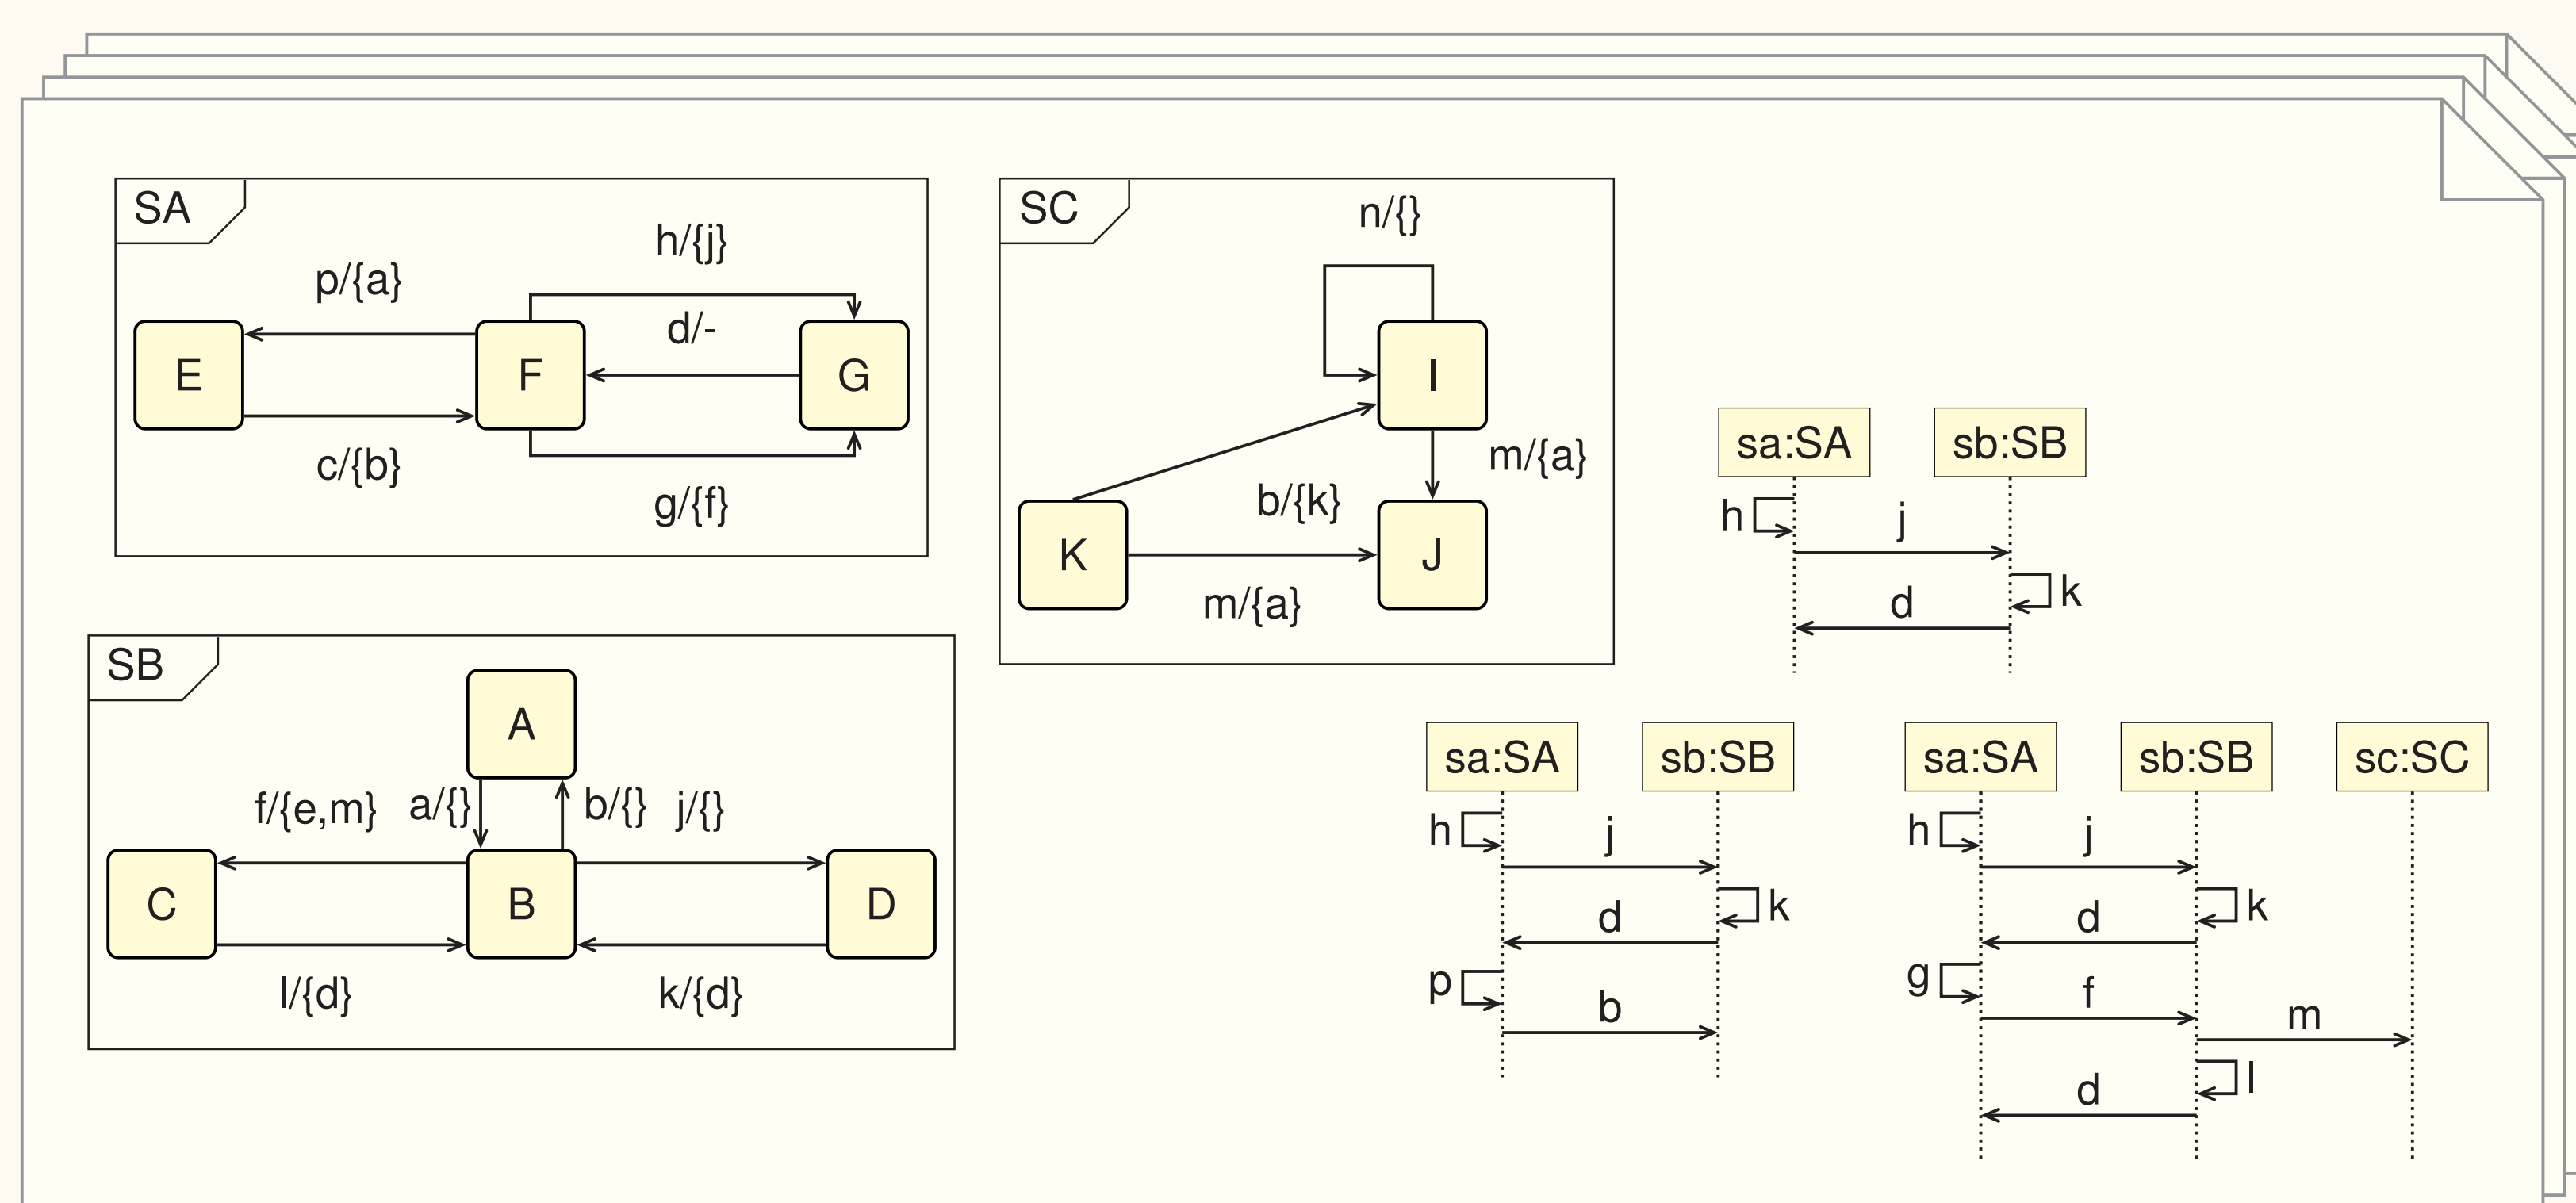 SA
p/{a}
h/{j}
d/-
E
F
G
c/{b}
g/{f}
SC
n/{}
I
m/{a}
b/{k}
K
J
m/{a}
SB
A
f/{e,m}
a/{}
b/{}
j/{}
C
B
D
l/{d}
k/{d}
sa:SA
sb:SB
h
j
k
d
sa:SA
sb:SB
h
j
k
d
p
b
sa:SA
sb:SB
sc:SC
h
j
k
d
g
f
m
l
d